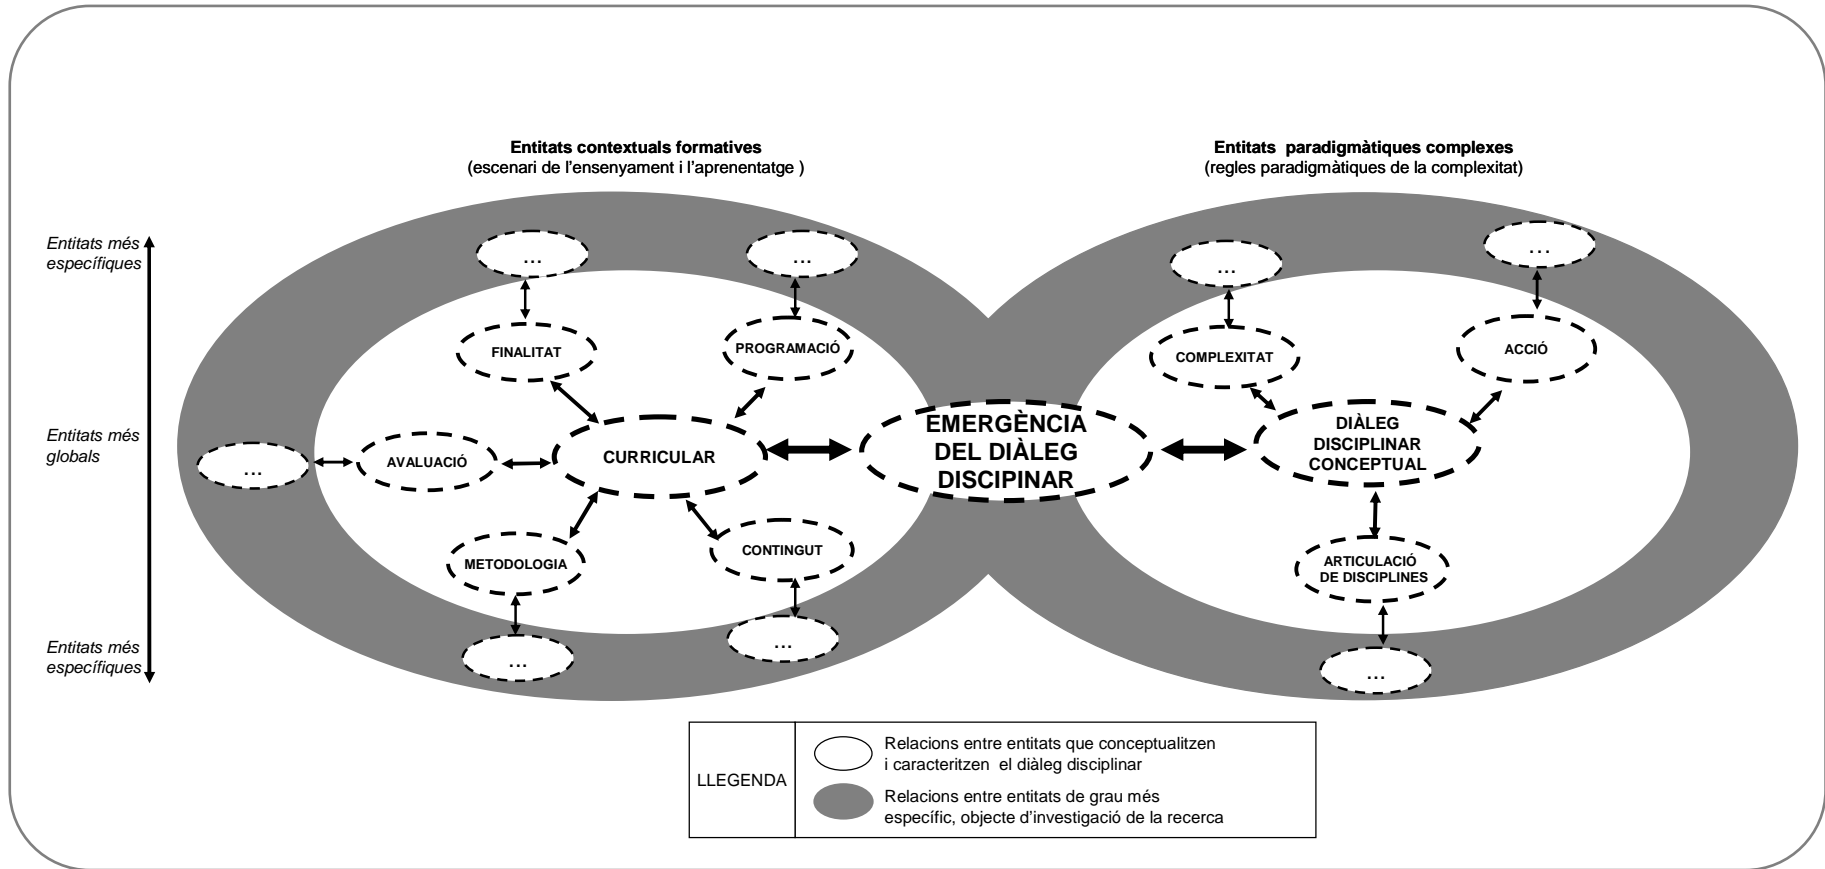 Entitats contextuals formatives
(escenari de l'ensenyament i l'aprenentatge )
Entitats  paradigmàtiques complexes
(regles paradigmàtiques de la complexitat)
Entitats més
específiques
...
...
...
...
FINALITAT
PROGRAMACIÓ
COMPLEXITAT
ACCIÓ
Entitats més
globals
...
AVALUACIÓ
CURRICULAR
EMERGÈNCIA
DEL DIÀLEG
DISCIPINAR
DIÀLEG
DISCIPLINAR
CONCEPTUAL
METODOLOGIA
CONTINGUT
ARTICULACIÓ
DE DISCIPLINES
Entitats més
específiques
...
...
...
LLEGENDA
Relacions entre entitats que conceptualitzen
i caracteritzen  el diàleg disciplinar
Relacions entre entitats de grau més
específic, objecte d'investigació de la recerca